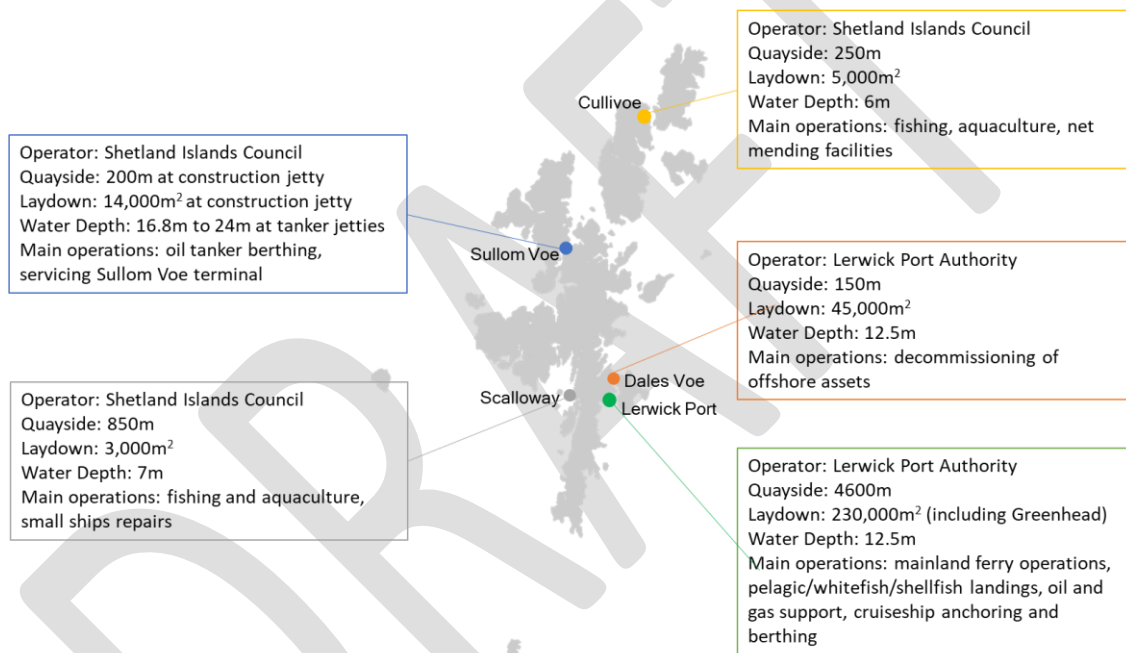 Operator: Shetland Islands Council
Quayside: 250m
Laydown: 5,000m²
Water Depth: 6m
Main operations: fishing, aquaculture, net
mending facilities
Cullivoe
Operator: Shetland Islands Council
Quayside: 200m at construction jetty
Laydown: 14,000m² at construction jetty
Water Depth: 16.8m to 24m at tanker jetties
Main operations: oil tanker berthing,
servicing Sullom Voe terminal
Sullom Voe
Operator: Lerwick Port Authority
Quayside: 150m
Laydown: 45,000m²
Water Depth: 12.5m
Main operations: decommissioning of
offshore assets
Dales Voe
Scalloway
Lerwick Port
Operator: Shetland Islands Council
Quayside: 850m
Laydown: 3,000m²
Water Depth: 7m
Main operations: fishing and aquaculture,
small ships repairs
Operator: Lerwick Port Authority
Quayside: 4600m
Laydown: 230,000m² (including Greenhead)
Water Depth: 12.5m
Main operations: mainland ferry operations,
pelagic/whitefish/shellfish landings, oil and
gas support, cruiseship anchoring and
berthing
DRAFT